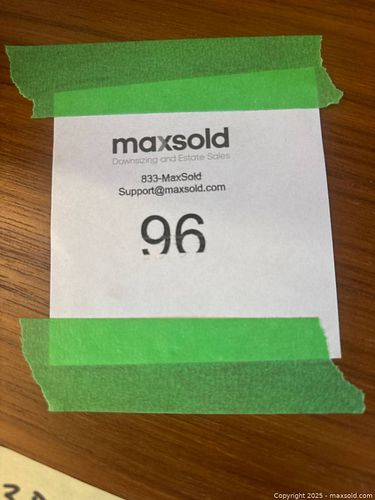 maxsold
Downsizing and Estate Sales
833-MaxSold
Support@maxsold.com
96
Copyright © 2025 - maxsold.com